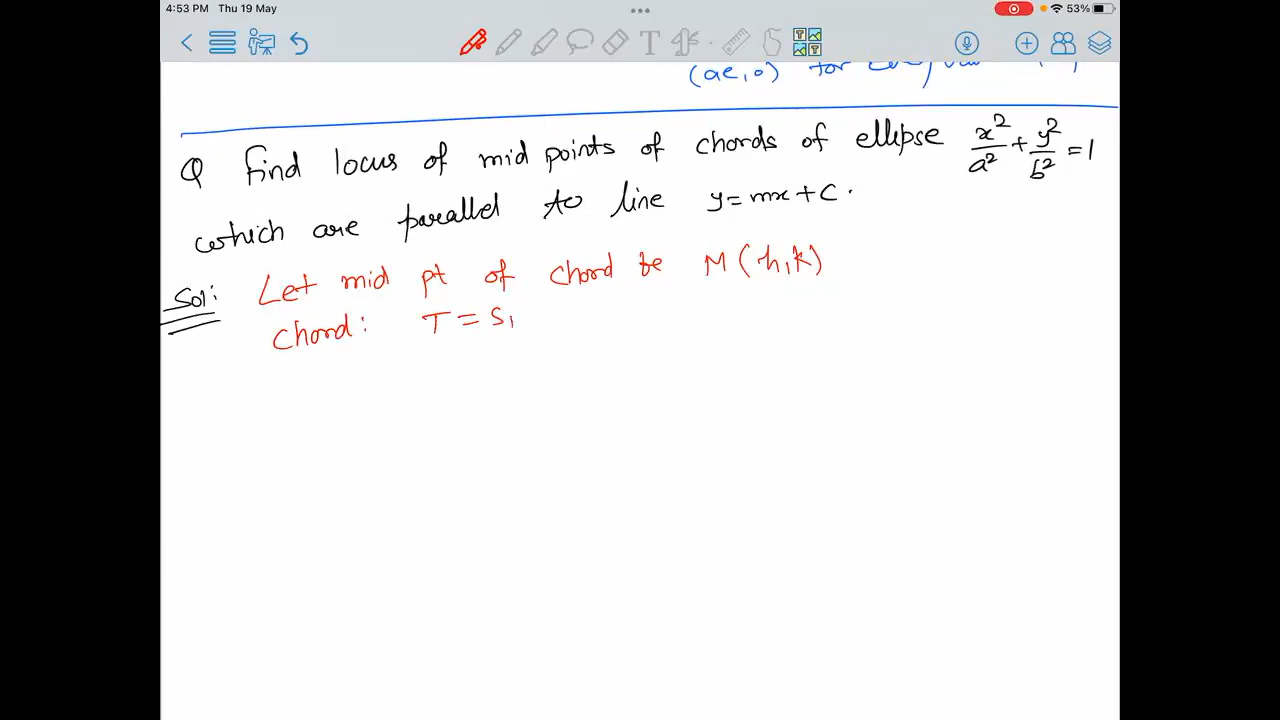 4:53 PM Thu 19 May
53%
(ae, 0) for
Q Find locus of mid points of chords of ellipse x²/a² + y²/b² = 1
which are parallel to line y = mx + c.
Sol: Let mid pt of chord be M (h, k)
chord: T = S₁